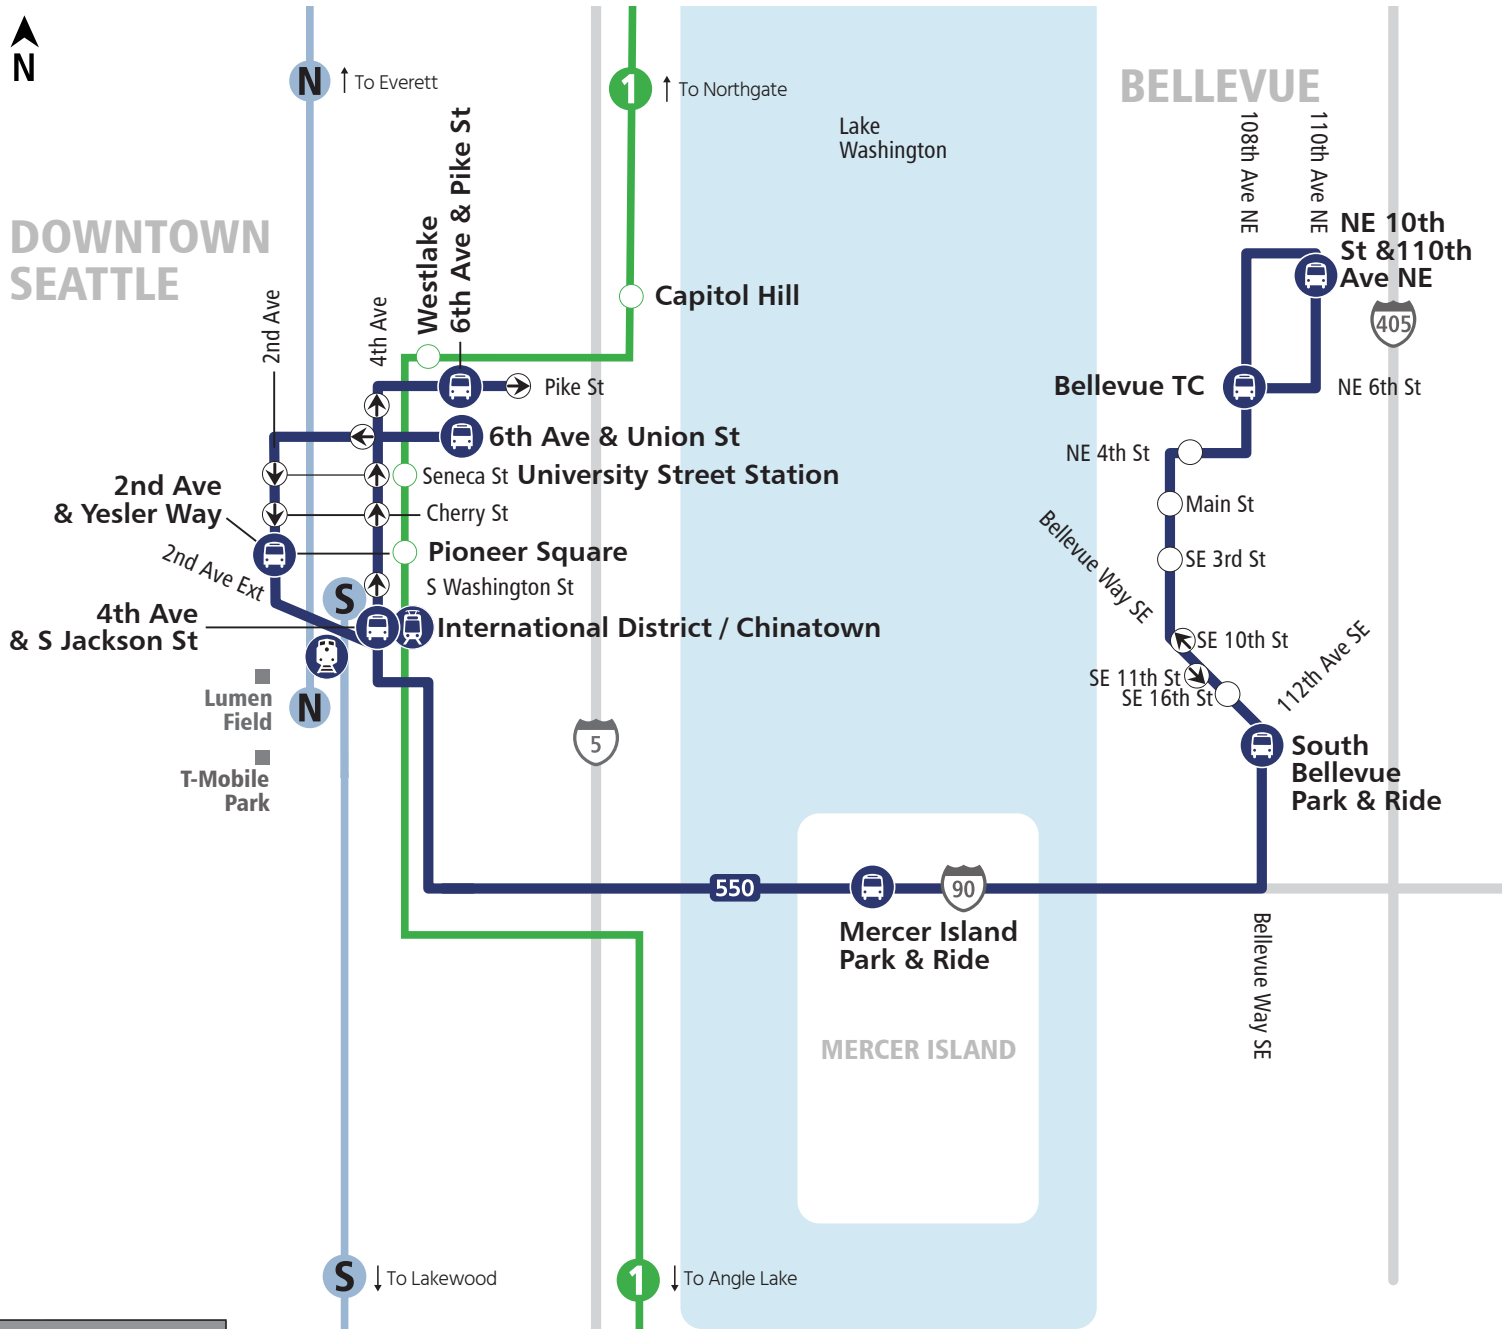 N
N
↑ To Everett
1
↑ To Northgate
BELLEVUE
Lake
Washington
108th Ave NE
110th Ave NE
DOWNTOWN
SEATTLE
Westlake
6th Ave & Pike St
NE 10th
St &110th
Ave NE
2nd Ave
4th Ave
Capitol Hill
405
Pike St
Bellevue TC
NE 6th St
6th Ave & Union St
NE 4th St
Seneca St University Street Station
2nd Ave
& Yesler Way
Cherry St
Main St
Bellevue Way SE
Pioneer Square
SE 3rd St
2nd Ave Ext
S Washington St
S
4th Ave
& S Jackson St
International District / Chinatown
SE 10th St
SE 11th St
SE 16th St
112th Ave SE
Lumen
Field
N
5
South
Bellevue
Park & Ride
T-Mobile
Park
550
90
Mercer Island
Park & Ride
Bellevue Way SE
MERCER ISLAND
S
↓ To Lakewood
1
↓ To Angle Lake